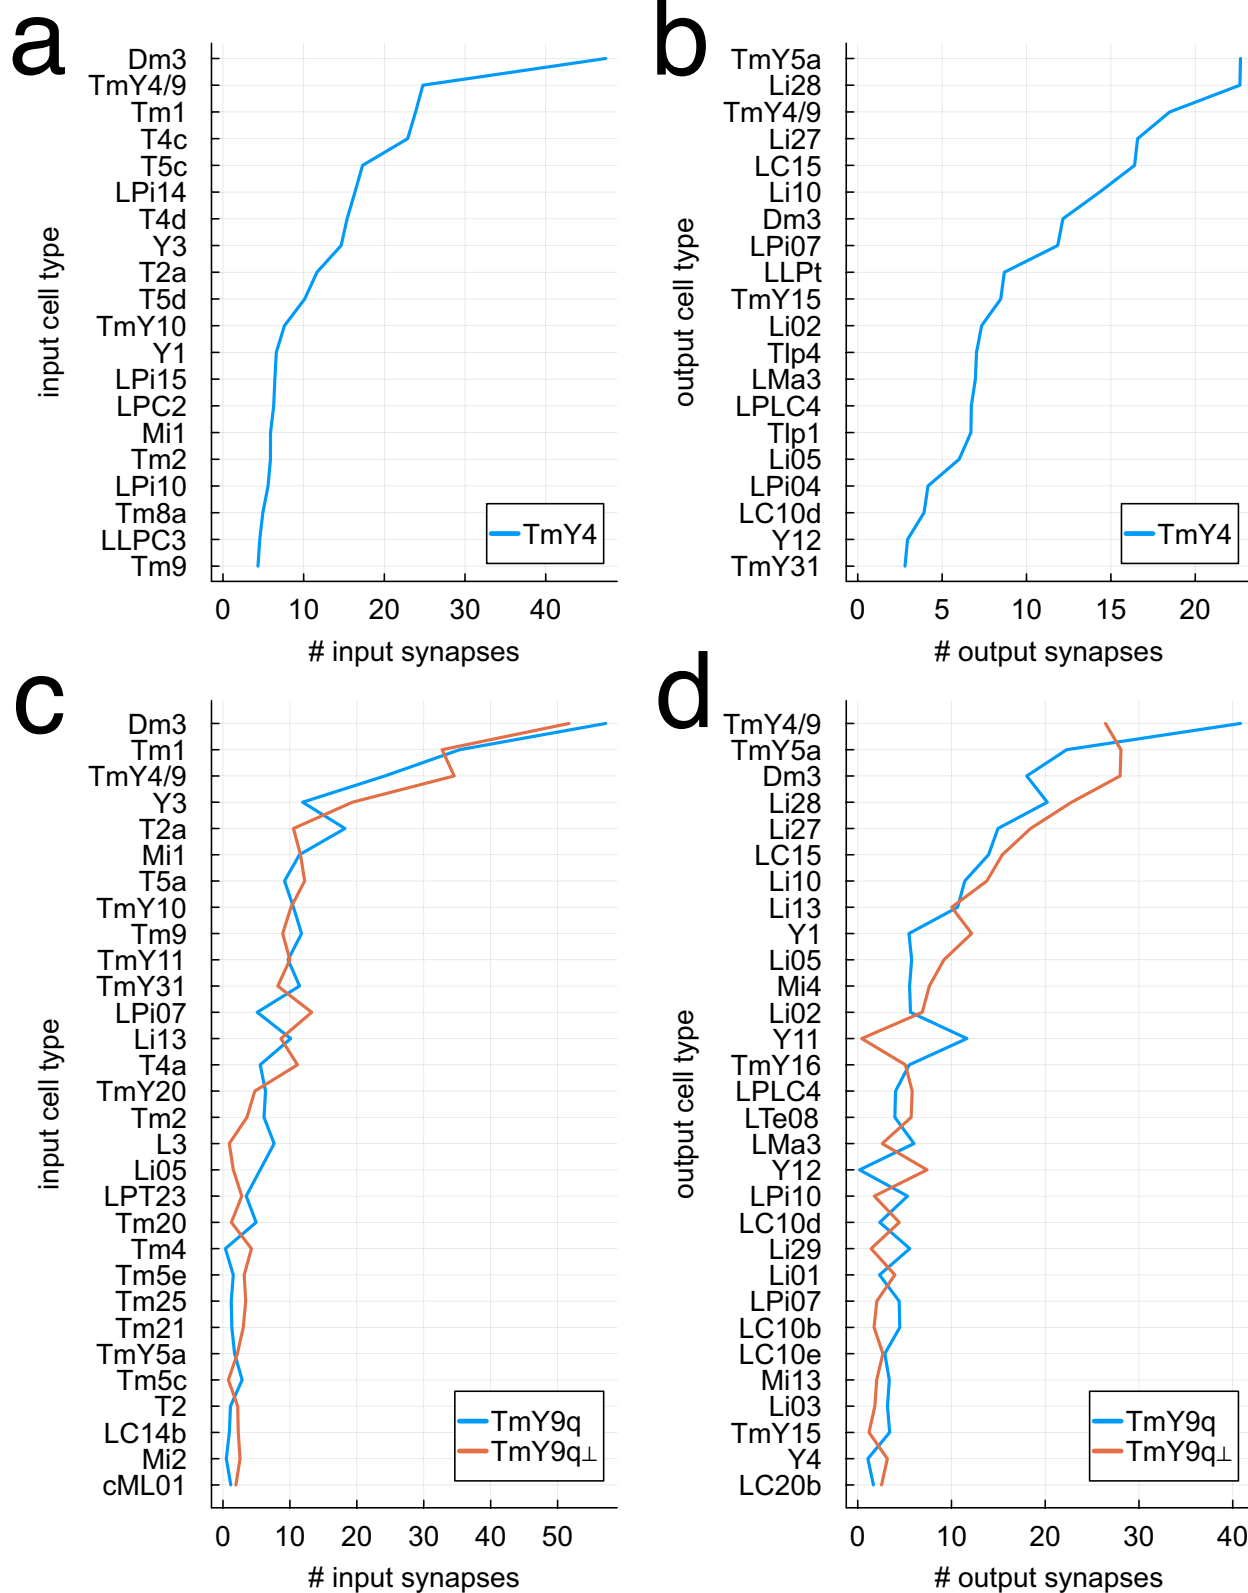 a
Dm3
TmY4/9
Tm1
T4c
T5c
LPi14
T4d
Y3
T2a
T5d
TmY10
Y1
LPi15
LPC2
Mi1
Tm2
LPi10
Tm8a
LLPC3
Tm9
input cell type
TmY4
0 10 20 30 40
# input synapses
b
TmY5a
Li28
TmY4/9
Li27
LC15
Li10
Dm3
LPi07
LLPt
TmY15
Li02
Tlp4
LMa3
LPLC4
Tlp1
Li05
LPi04
LC10d
Y12
TmY31
output cell type
TmY4
0 5 10 15 20
# output synapses
c
Dm3
Tm1
TmY4/9
Y3
T2a
Mi1
T5a
TmY10
Tm9
TmY11
TmY31
LPi07
Li13
T4a
TmY20
Tm2
L3
Li05
LPT23
Tm20
Tm4
Tm5e
Tm25
Tm21
TmY5a
Tm5c
T2
LC14b
Mi2
cML01
input cell type
TmY9q
TmY9q⊥
0 10 20 30 40 50
# input synapses
d
TmY4/9
TmY5a
Dm3
Li28
Li27
LC15
Li10
Li13
Y1
Li05
Mi4
Li02
Y11
TmY16
LPLC4
LTe08
LMa3
Y12
LPi10
LC10d
Li29
Li01
LPi07
LC10b
LC10e
Mi13
Li03
TmY15
Y4
LC20b
output cell type
TmY9q
TmY9q⊥
0 10 20 30 40
# output synapses